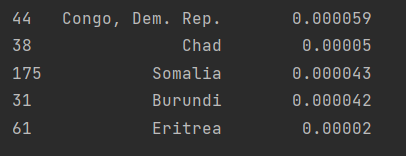 44 Congo, Dem. Rep. 0.000059
38 Chad 0.00005
175 Somalia 0.000043
31 Burundi 0.000042
61 Eritrea 0.00002